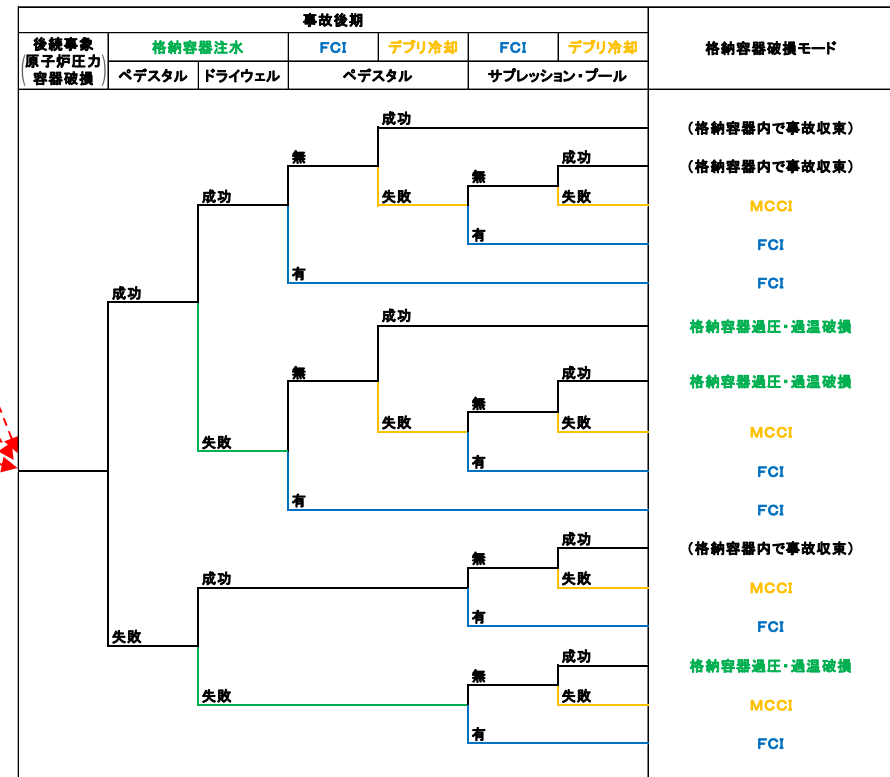 事故後期
後続事象
(原子炉圧力
容器破損)
格納容器注水
FCI
デブリ冷却
FCI
デブリ冷却
格納容器破損モード
ペデスタル
ドライウェル
ペデスタル
サプレッション・プール
成功
(格納容器内で事故収束)
無
成功
(格納容器内で事故収束)
無
成功
失敗
失敗
MCCI
有
FCI
有
FCI
成功
成功
格納容器過圧・過温破損
無
成功
格納容器過圧・過温破損
無
失敗
失敗
MCCI
失敗
有
FCI
有
FCI
成功
(格納容器内で事故収束)
無
成功
失敗
MCCI
有
FCI
失敗
成功
格納容器過圧・過温破損
無
失敗
失敗
MCCI
有
FCI